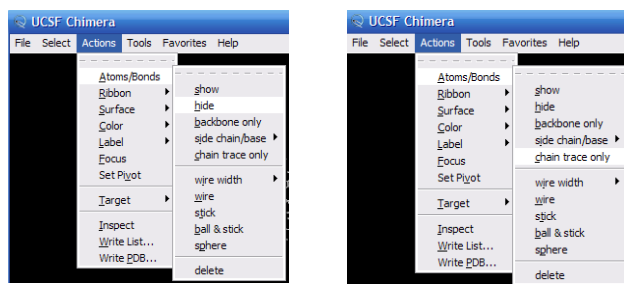 UCSF Chimera
File Select Actions Tools Favorites Help
Atoms/Bonds
Ribbon
Surface
Color
Label
Focus
Set Pivot
Target
Inspect
Write List...
Write PDB...
show
hide
backbone only
side chain/base
chain trace only
wire width
wire
stick
ball & stick
sphere
delete
UCSF Chimera
File Select Actions Tools Favorites Help
Atoms/Bonds
Ribbon
Surface
Color
Label
Focus
Set Pivot
Target
Inspect
Write List...
Write PDB...
show
hide
backbone only
side chain/base
chain trace only
wire width
wire
stick
ball & stick
sphere
delete